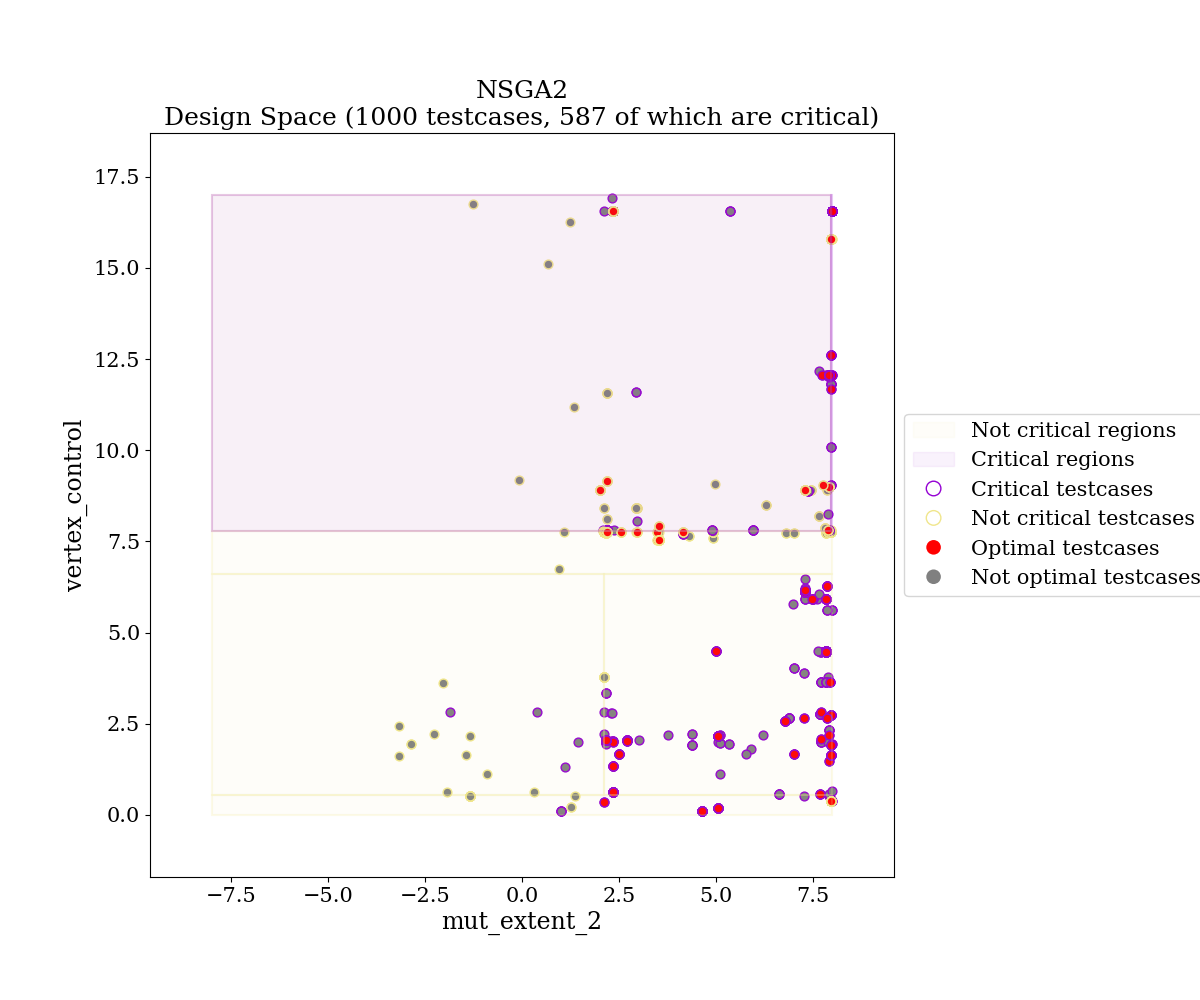 NSGA2
Design Space (1000 testcases, 587 of which are critical)
17.5
15.0
12.5
10.0
7.5
5.0
2.5
0.0
vertex_control
−7.5
−5.0
−2.5
0.0
2.5
5.0
7.5
mut_extent_2
Not critical regions
Critical regions
Critical testcases
Not critical testcases
Optimal testcases
Not optimal testcases